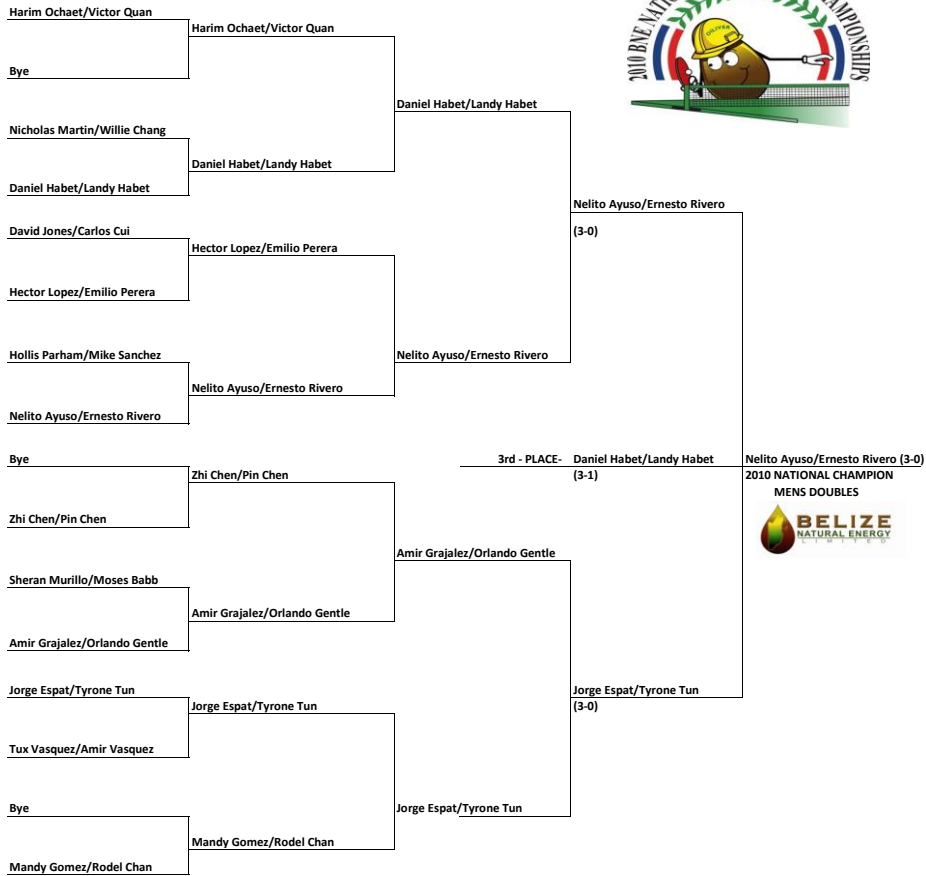 Harim Ochaet/Victor Quan
Harim Ochaet/Victor Quan
Bye
Daniel Habet/Landy Habet
Nicholas Martin/Willie Chang
Daniel Habet/Landy Habet
Daniel Habet/Landy Habet
Nelito Ayuso/Ernesto Rivero
(3-0)
David Jones/Carlos Cui
Hector Lopez/Emilio Perera
Hector Lopez/Emilio Perera
Hollis Parham/Mike Sanchez
Nelito Ayuso/Ernesto Rivero
Nelito Ayuso/Ernesto Rivero
Nelito Ayuso/Ernesto Rivero
Bye
3rd - PLACE- Daniel Habet/Landy Habet
(3-1)
Nelito Ayuso/Ernesto Rivero (3-0)
2010 NATIONAL CHAMPION
MENS DOUBLES
BELIZE
NATURAL ENERGY
LIMITED
Zhi Chen/Pin Chen
Zhi Chen/Pin Chen
Amir Grajalez/Orlando Gentle
Sheran Murillo/Moses Babb
Amir Grajalez/Orlando Gentle
Amir Grajalez/Orlando Gentle
Jorge Espat/Tyrone Tun
(3-0)
Jorge Espat/Tyrone Tun
Jorge Espat/Tyrone Tun
Tux Vasquez/Amir Vasquez
Bye
Jorge Espat/Tyrone Tun
Mandy Gomez/Rodel Chan
Mandy Gomez/Rodel Chan
2010 BNE
OILIVER